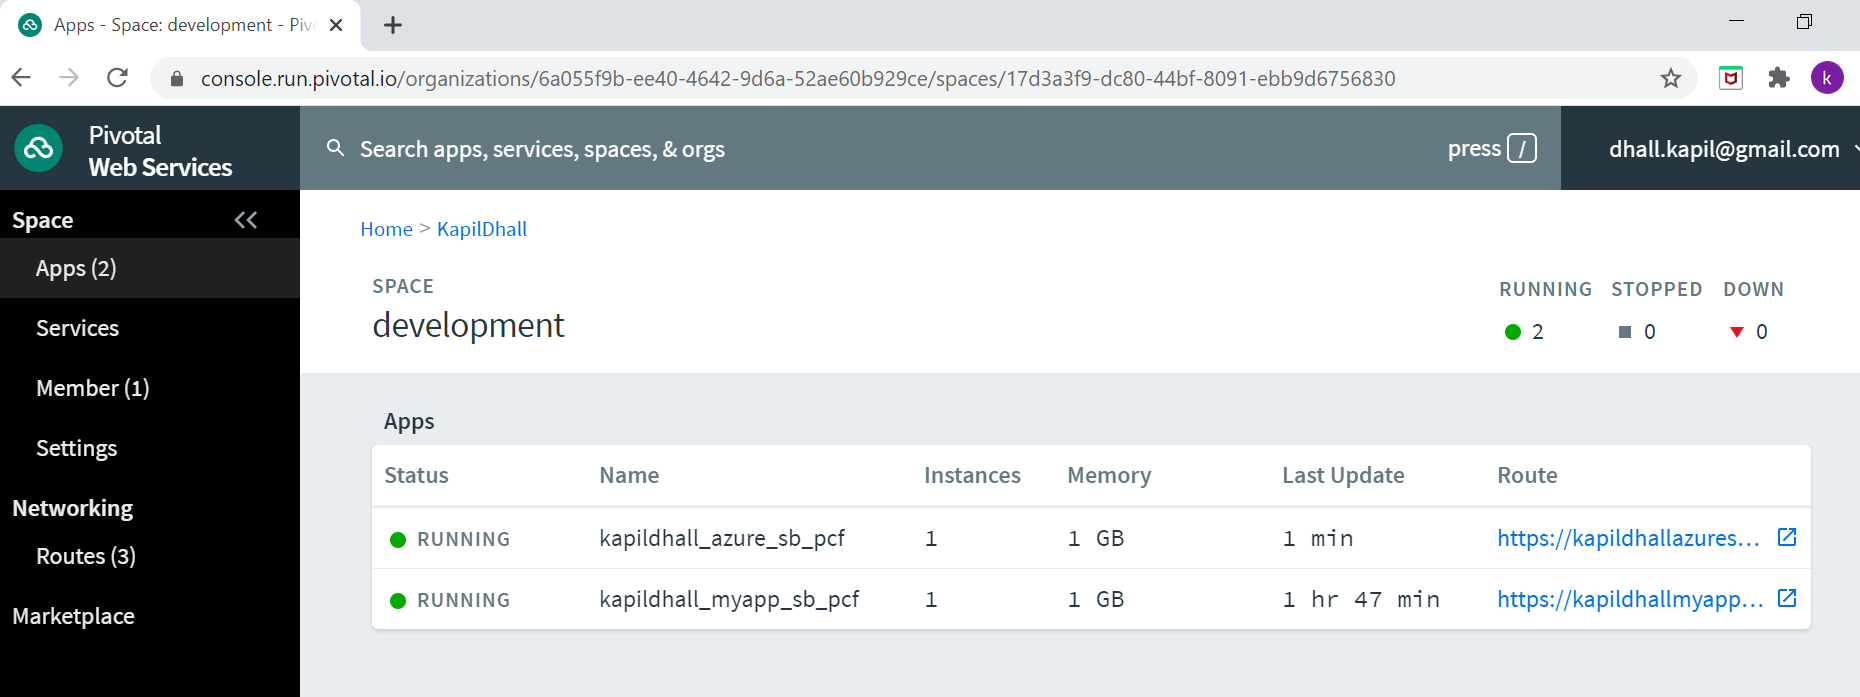 Apps - Space: development - Piv
console.run.pivotal.io/organizations/6a055f9b-ee40-4642-9d6a-52ae60b929ce/spaces/17d3a3f9-dc80-44bf-8091-ebb9d6756830
k
Pivotal
Web Services
Search apps, services, spaces, & orgs
press /
dhall.kapil@gmail.com
Space
Apps (2)
Services
Member (1)
Settings
Networking
Routes (3)
Marketplace
Home > KapilDhall
SPACE
development
RUNNING STOPPED DOWN
2 0 0
Apps
Status Name Instances Memory Last Update Route
RUNNING kapildhall_azure_sb_pcf 1 1 GB 1 min https://kapildhallazures...
RUNNING kapildhall_myapp_sb_pcf 1 1 GB 1 hr 47 min https://kapildhallmyapp...